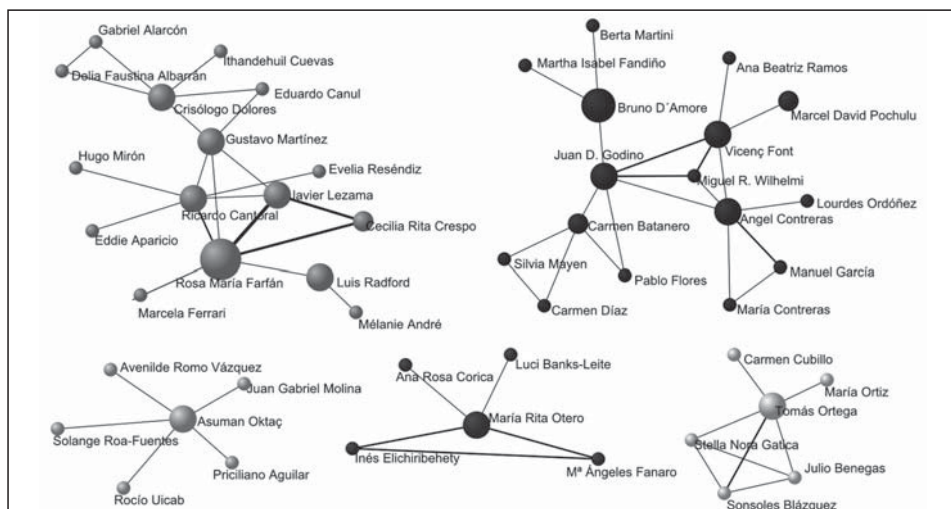 Gabriel Alarcón
Ithandehuil Cuevas
Delia Faustina Albarrán
Eduardo Canul
Crisólogo Dolores
Gustavo Martínez
Hugo Mirón
Evelia Reséndiz
Javier Lezama
Ricardo Cantoral
Cecilia Rita Crespo
Eddie Aparicio
Rosa María Farfán
Luis Radford
Marcela Ferrari
Mélanie André
Berta Martini
Martha Isabel Fandiño
Ana Beatriz Ramos
Bruno D´Amore
Marcel David Pochulu
Juan D. Godino
Vicenç Font
Miguel R. Wilhelmi
Lourdes Ordóñez
Carmen Batanero
Angel Contreras
Silvia Mayen
Manuel García
Pablo Flores
Carmen Díaz
María Contreras
Avenilde Romo Vázquez
Juan Gabriel Molina
Asuman Oktaç
Solange Roa-Fuentes
Priciliano Aguilar
Rocío Uicab
Luci Banks-Leite
Ana Rosa Corica
María Rita Otero
Inés Elichiribehety
Mª Ángeles Fanaro
Carmen Cubillo
María Ortiz
Tomás Ortega
Stella Nora Gatica
Julio Benegas
Sonsoles Blázquez